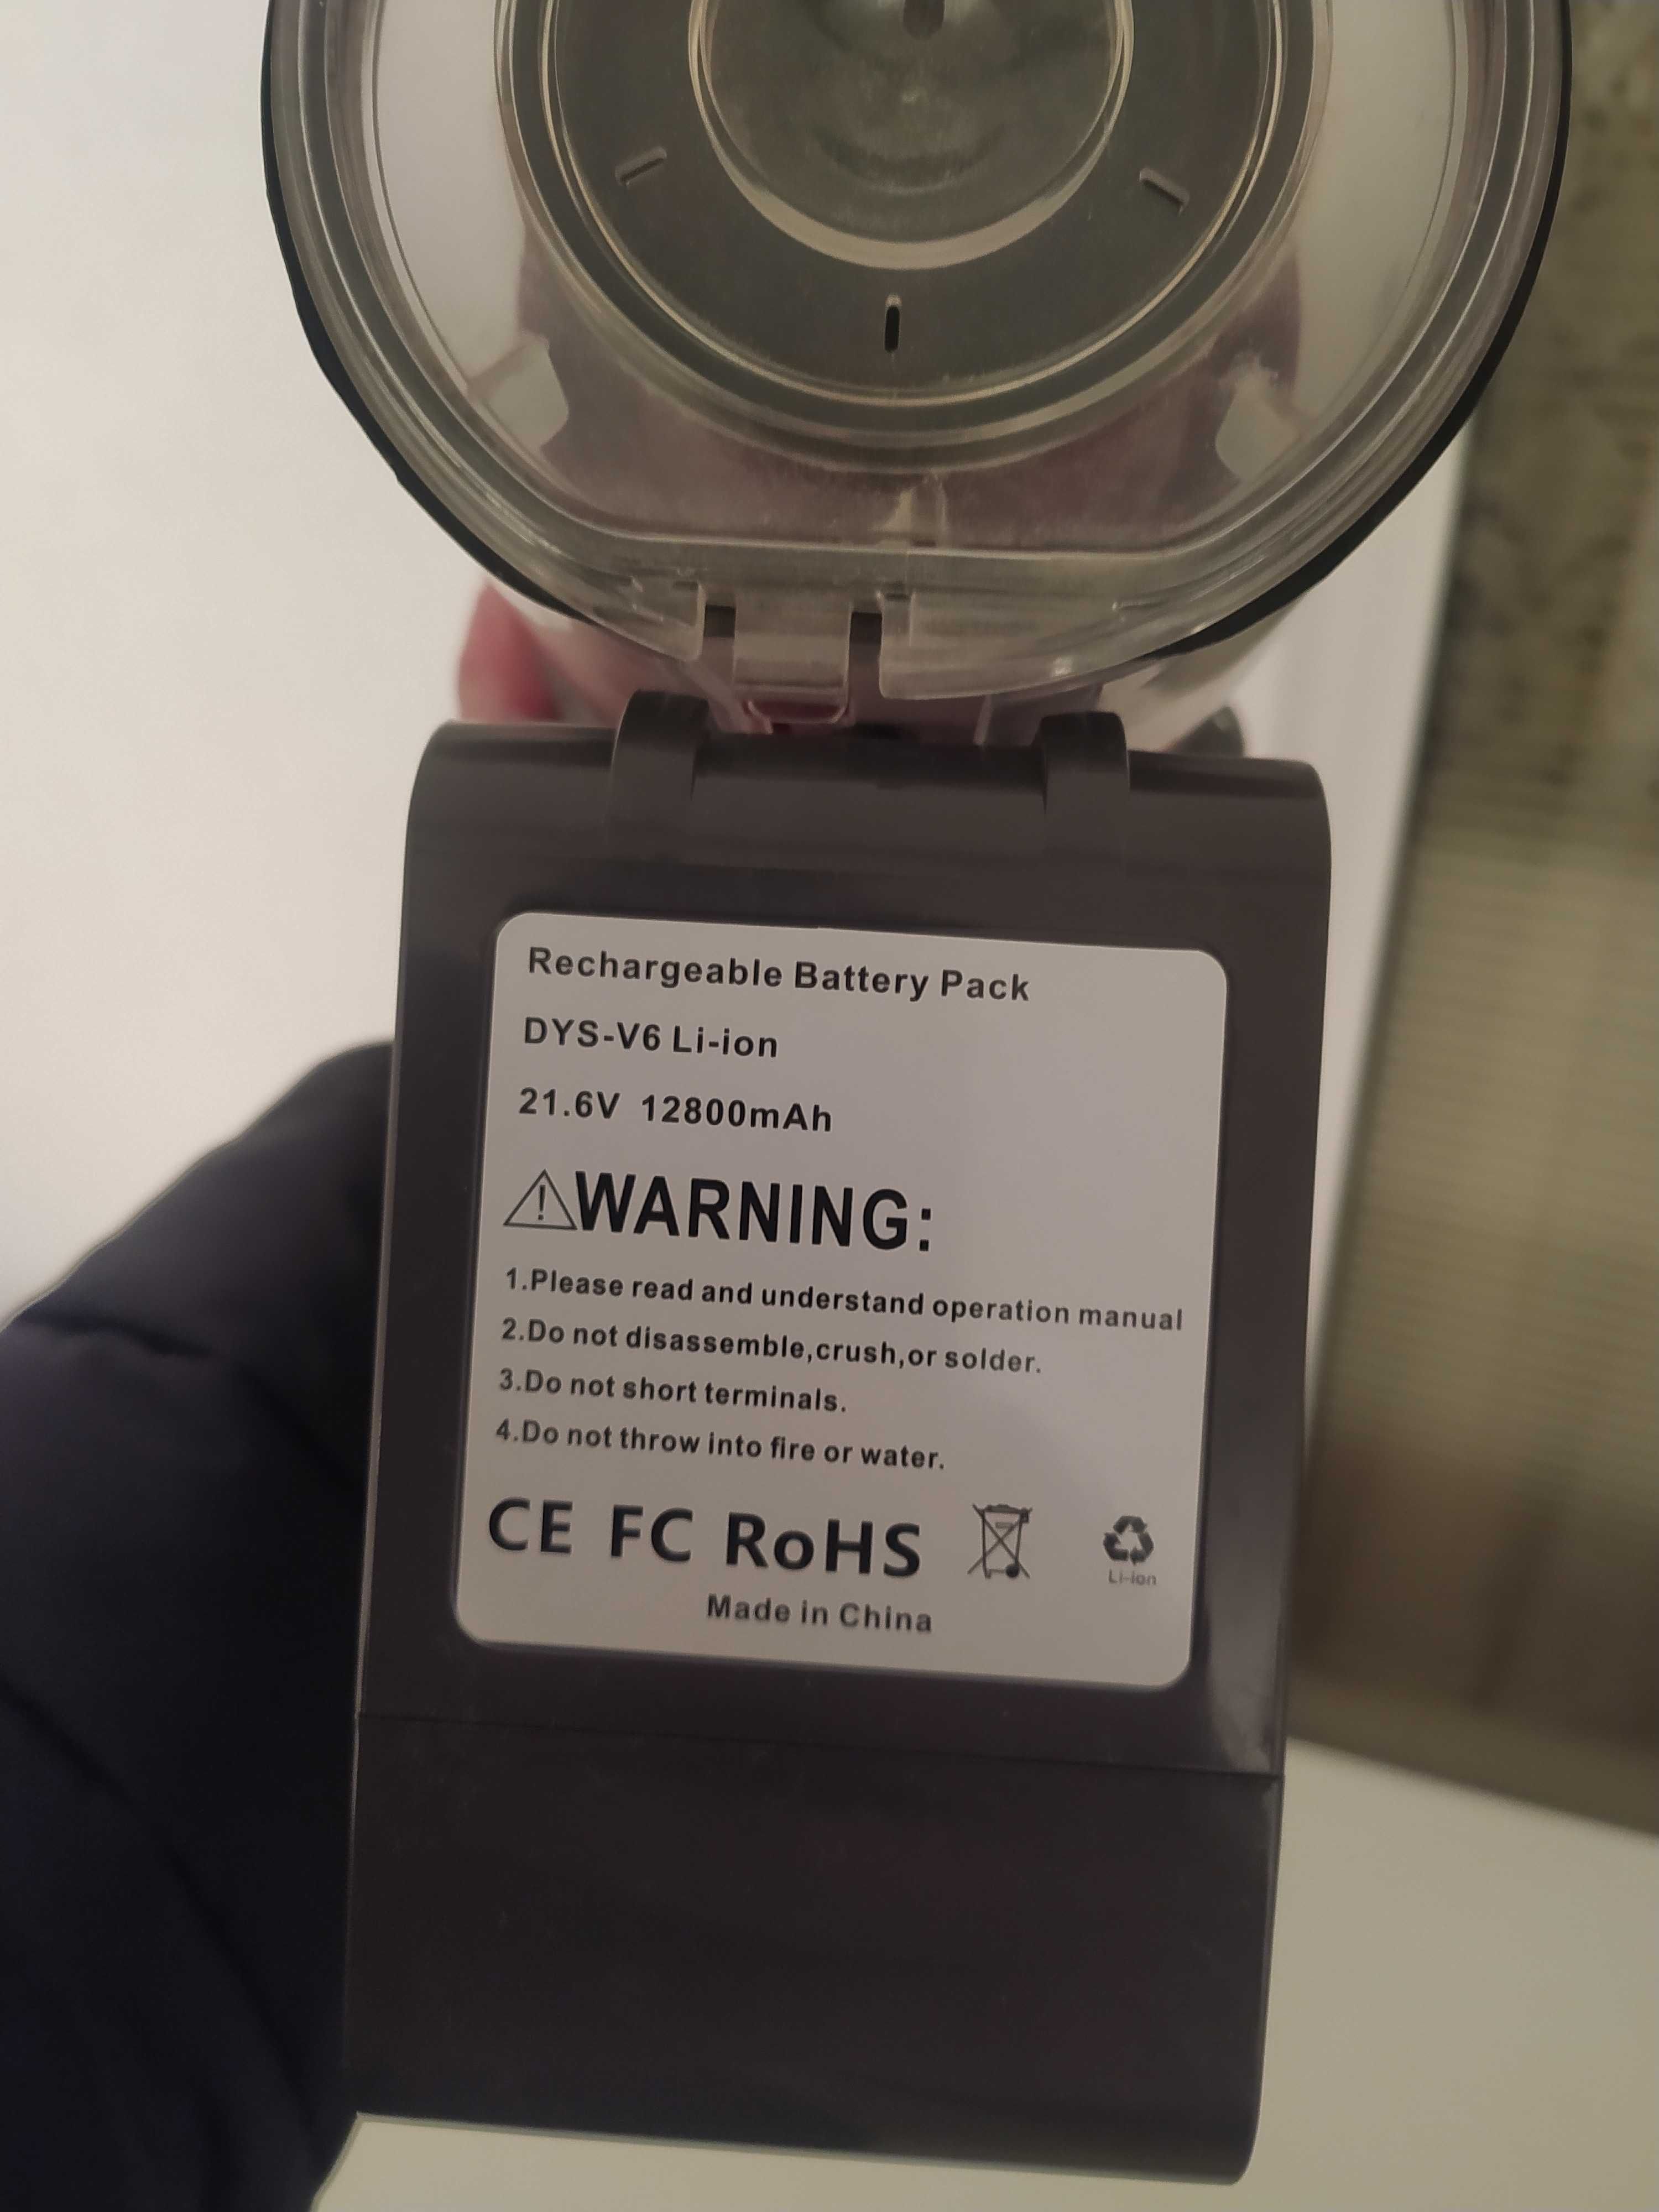 Rechargeable Battery Pack
DYS-V6 Li-ion
21.6V 12800mAh
WARNING:
1.Please read and understand operation manual
2.Do not disassemble,crush,or solder.
3.Do not short terminals.
4.Do not throw into fire or water.
CE FC RoHS
Li-ion
Made in China